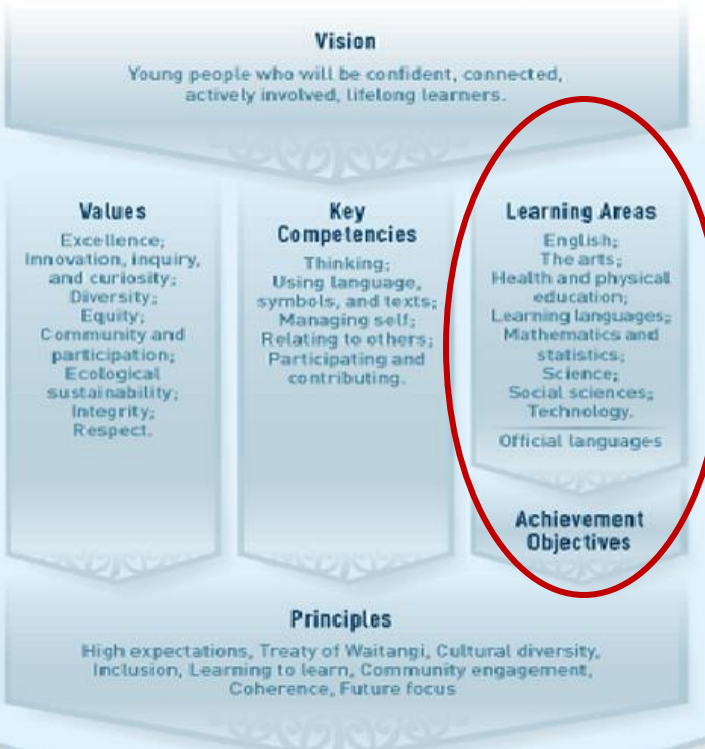 Vision
Young people who will be confident, connected,
actively involved, lifelong learners.
Values
Excellence;
Innovation, inquiry,
and curiosity;
Diversity;
Equity;
Community and
participation;
Ecological
sustainability;
Integrity;
Respect.
Key
Competencies
Thinking;
Using language,
symbols, and texts;
Managing self;
Relating to others;
Participating and
contributing.
Learning Areas
English;
The arts;
Health and physical
education;
Learning languages;
Mathematics and
statistics;
Science;
Social sciences;
Technology.
Official languages
Achievement
Objectives
Principles
High expectations, Treaty of Waitangi, Cultural diversity,
Inclusion, Learning to learn, Community engagement,
Coherence, Future focus